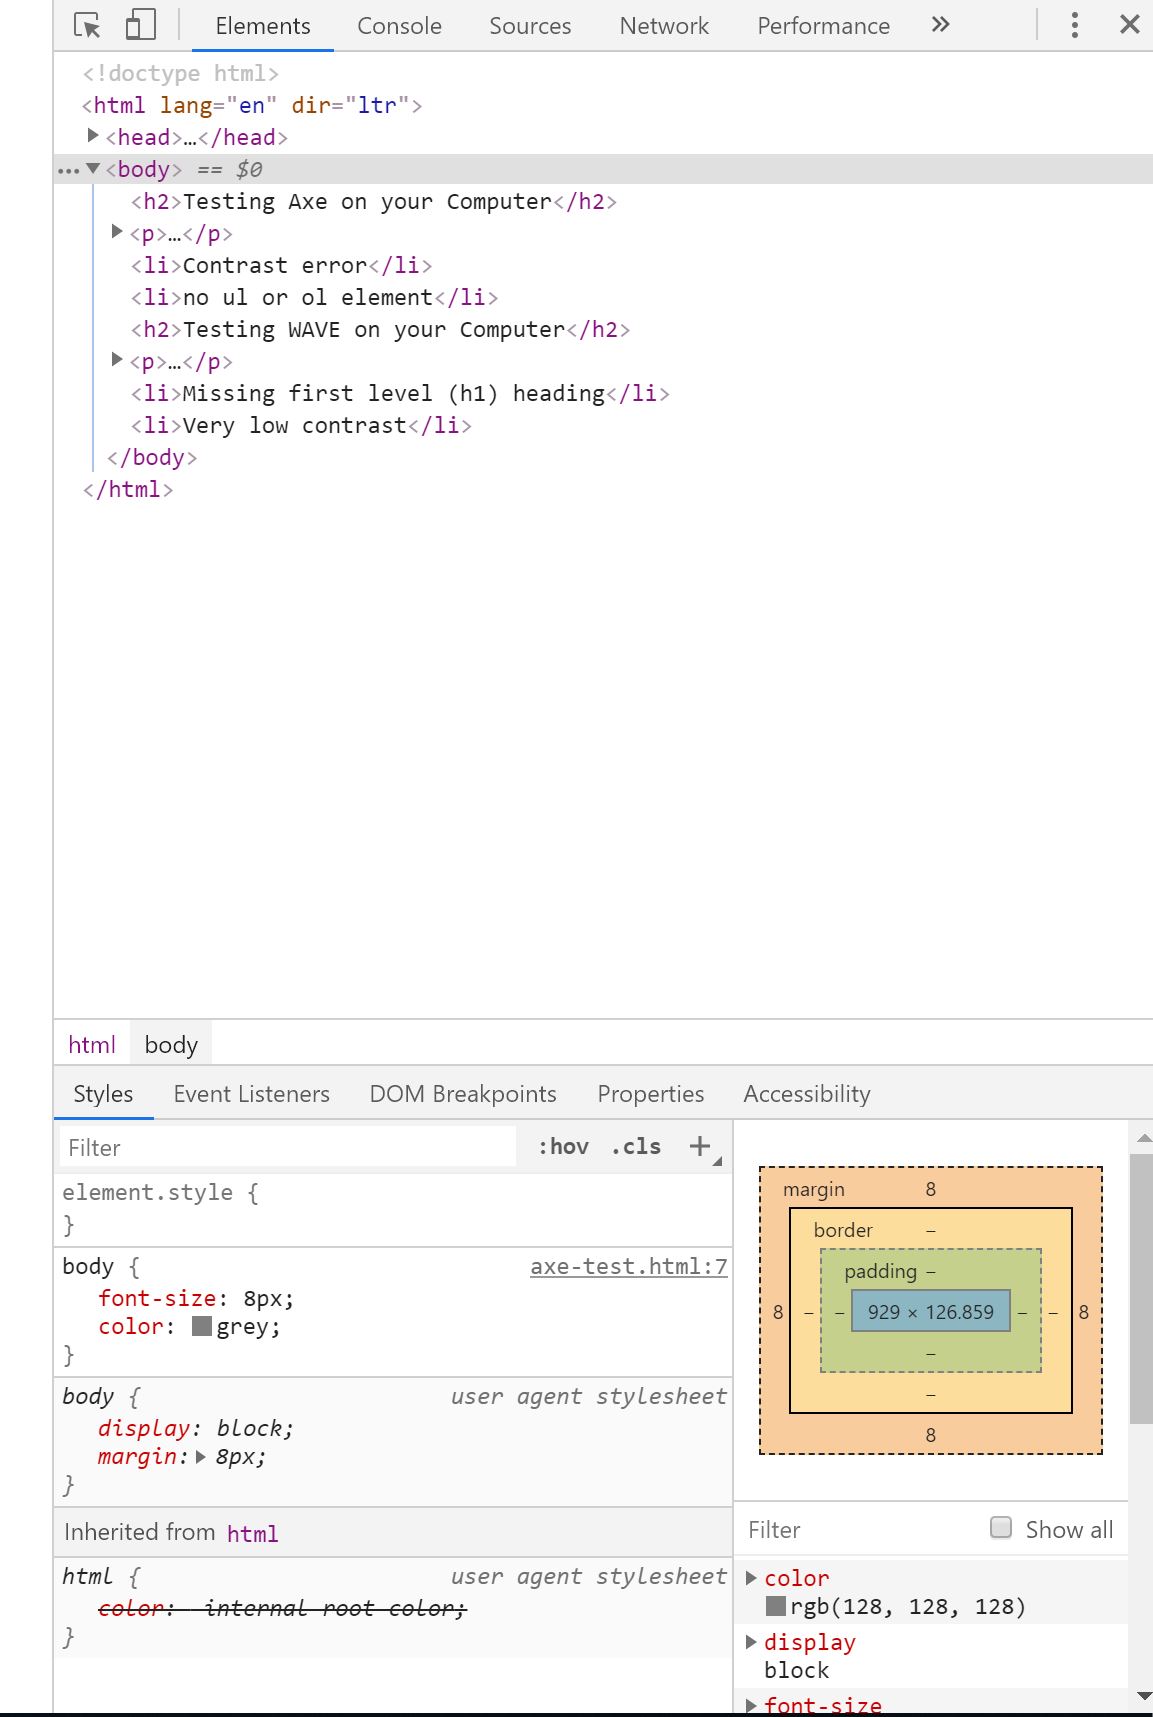 Elements Console Sources Network Performance »
<!doctype html>
<html lang="en" dir="ltr">
<head>…</head>
<body> == $0
<h2>Testing Axe on your Computer</h2>
<p>…</p>
<li>Contrast error</li>
<li>no ul or ol element</li>
<h2>Testing WAVE on your Computer</h2>
<p>…</p>
<li>Missing first level (h1) heading</li>
<li>Very low contrast</li>
</body>
</html>
html body
Styles Event Listeners DOM Breakpoints Properties Accessibility
Filter :hov .cls +
element.style {
}
body { axe-test.html:7
font-size: 8px;
color: grey;
}
body { user agent stylesheet
display: block;
margin: 8px;
}
Inherited from html
html { user agent stylesheet
color: -internal-root-color;
}
margin 8
border –
padding –
8 – – 929 × 126.859 – – 8
–
–
8
Filter Show all
color
rgb(128, 128, 128)
display
block
font-size